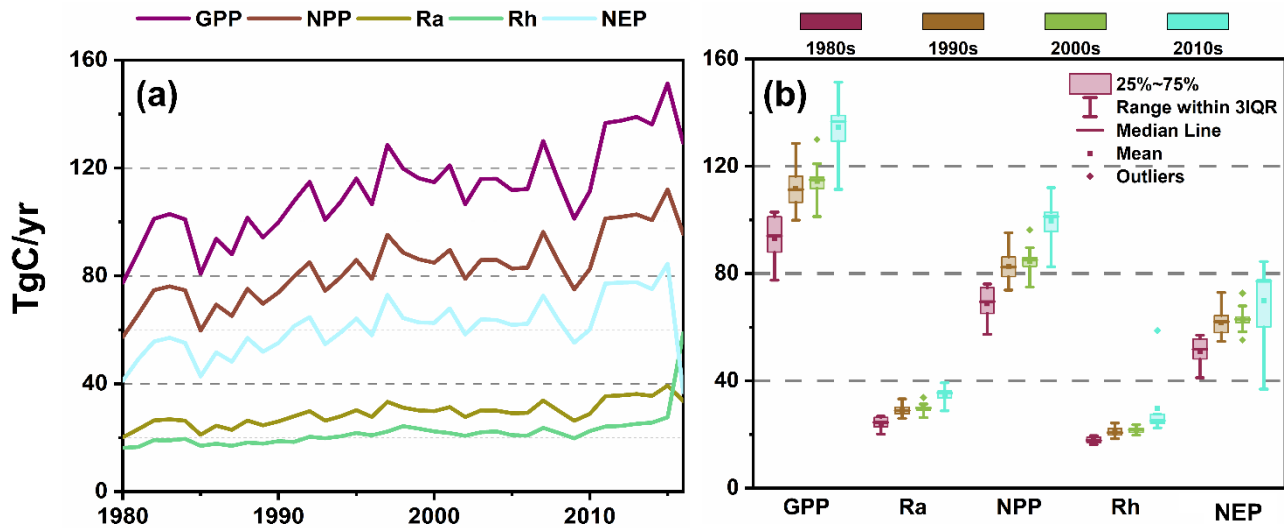 GPP NPP Ra Rh NEP
(a)
TgC/yr
160
120
80
40
0
1980 1990 2000 2010
1980s 1990s 2000s 2010s
(b)
25%~75%
Range within 3IQR
Median Line
Mean
Outliers
160
120
80
40
0
GPP Ra NPP Rh NEP